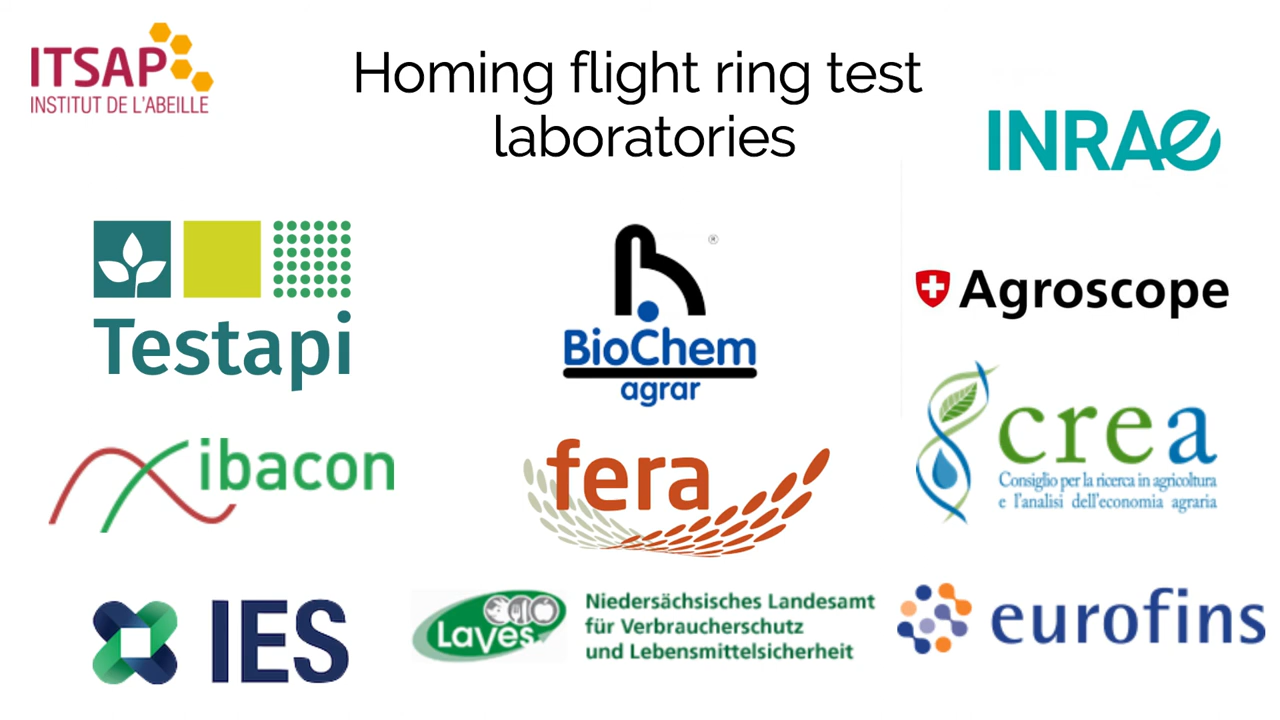 ITSAP
INSTITUT DE L'ABEILLE
Homing flight ring test
laboratories
INRAE
Testapi
®
BioChem
agrar
Agroscope
ibacon
fera
crea
Consiglio per la ricerca in agricoltura
e l'analisi dell'economia agraria
IES
Laves
Niedersächsisches Landesamt
für Verbraucherschutz
und Lebensmittelsicherheit
eurofins